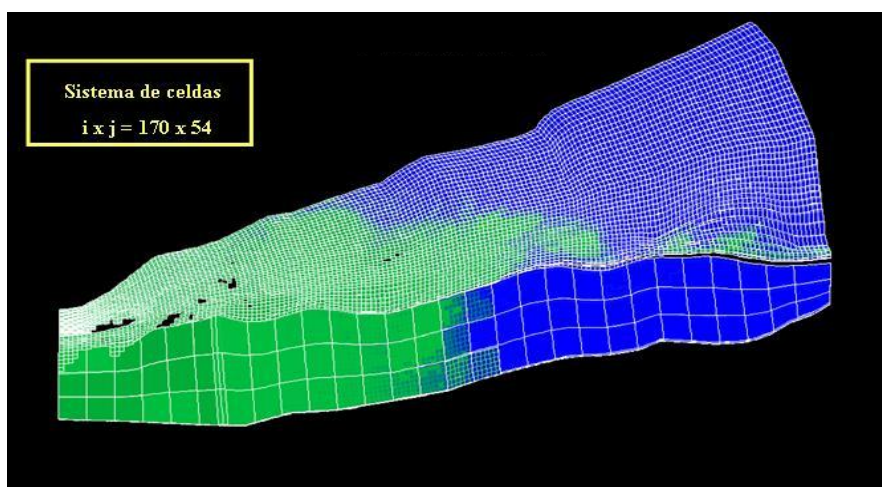 Sistema de celdas
i x j = 170 x 54